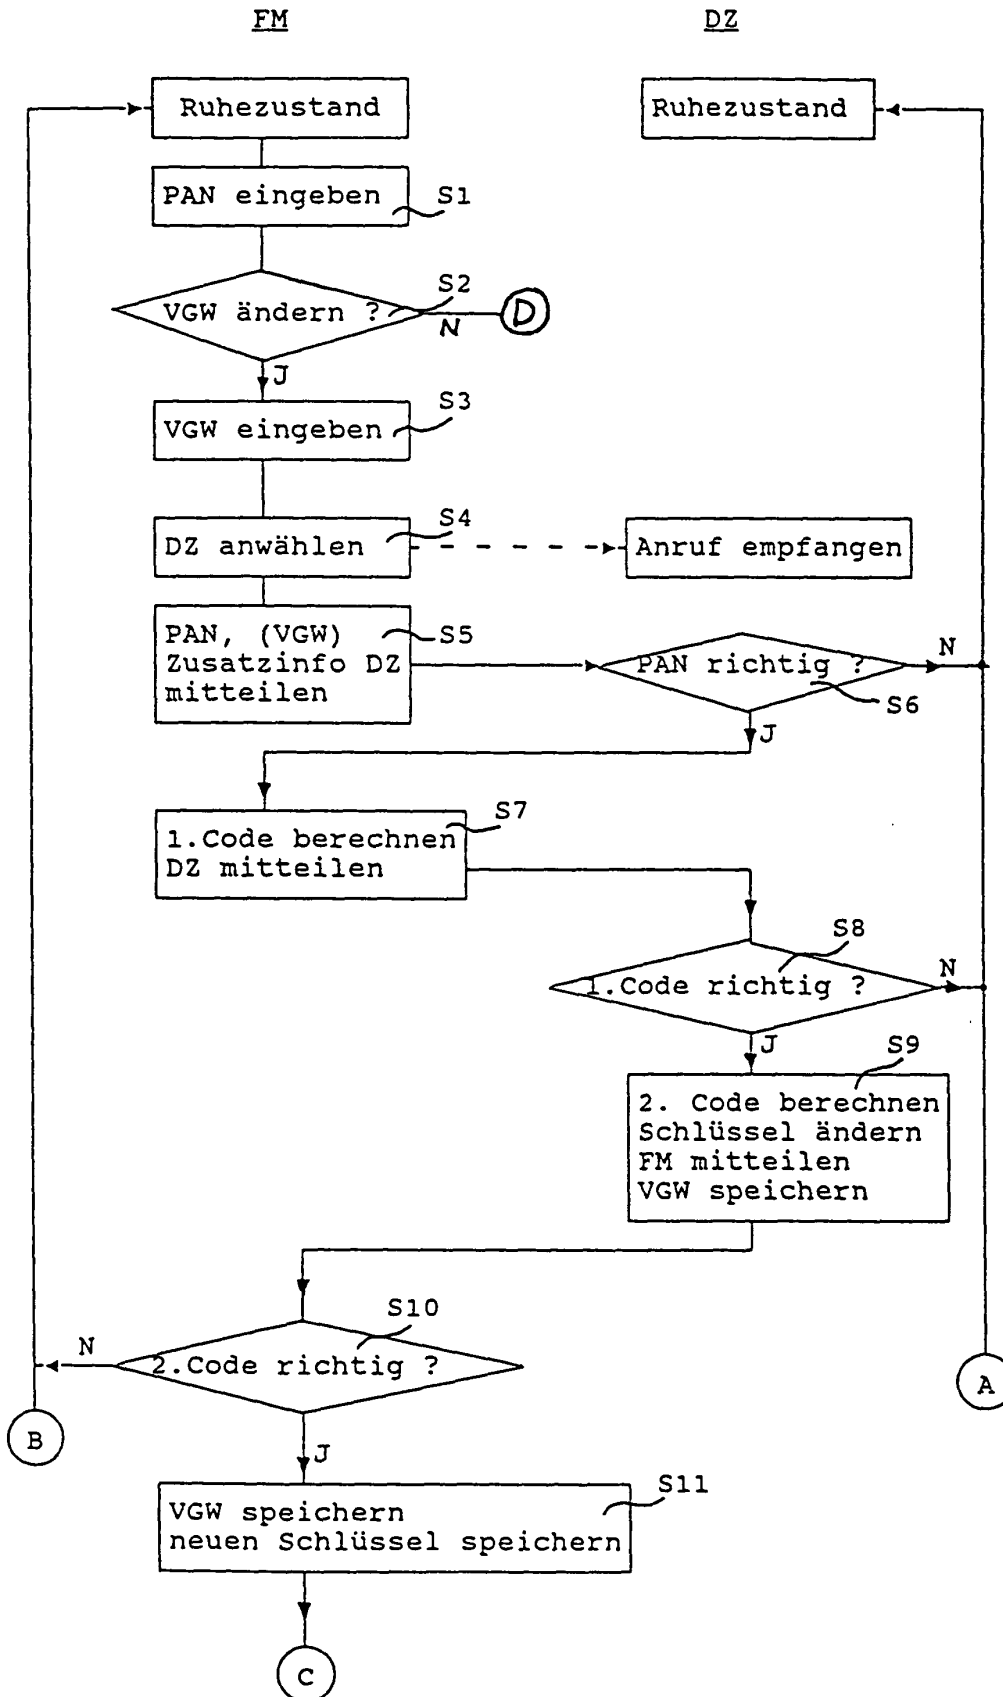 FM DZ
Ruhezustand Ruhezustand
PAN eingeben S1
S2
VGW ändern ? N D
J
S3
VGW eingeben
S4
DZ anwählen Anruf empfangen
PAN, (VGW) S5
Zusatzinfo DZ
mitteilen
PAN richtig ? N
S6
J
S7
1.Code berechnen
DZ mitteilen
S8
1.Code richtig ? N
J
S9
2. Code berechnen
Schlüssel ändern
FM mitteilen
VGW speichern
S10
N 2.Code richtig ?
A
B
J
S11
VGW speichern
neuen Schlüssel speichern
C